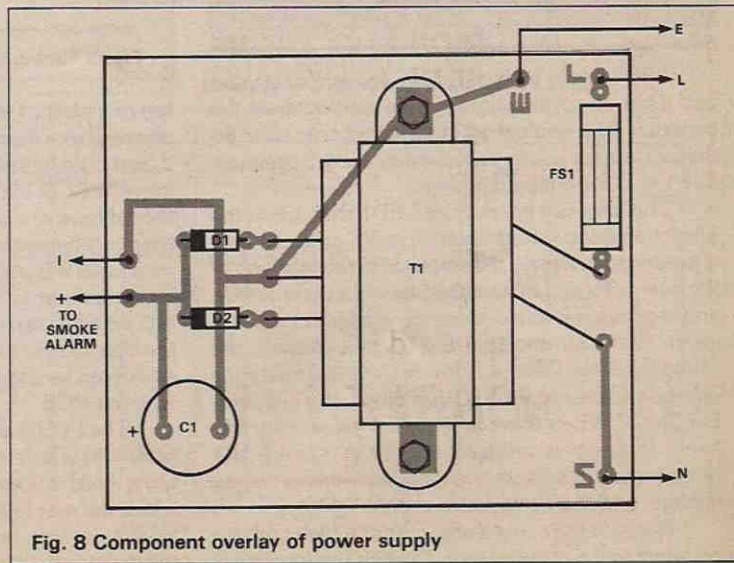 E
L
E
L
FS1
D1
I
T1
+
TO
SMOKE
ALARM
D2
+
C1
N
N
Fig. 8 Component overlay of power supply